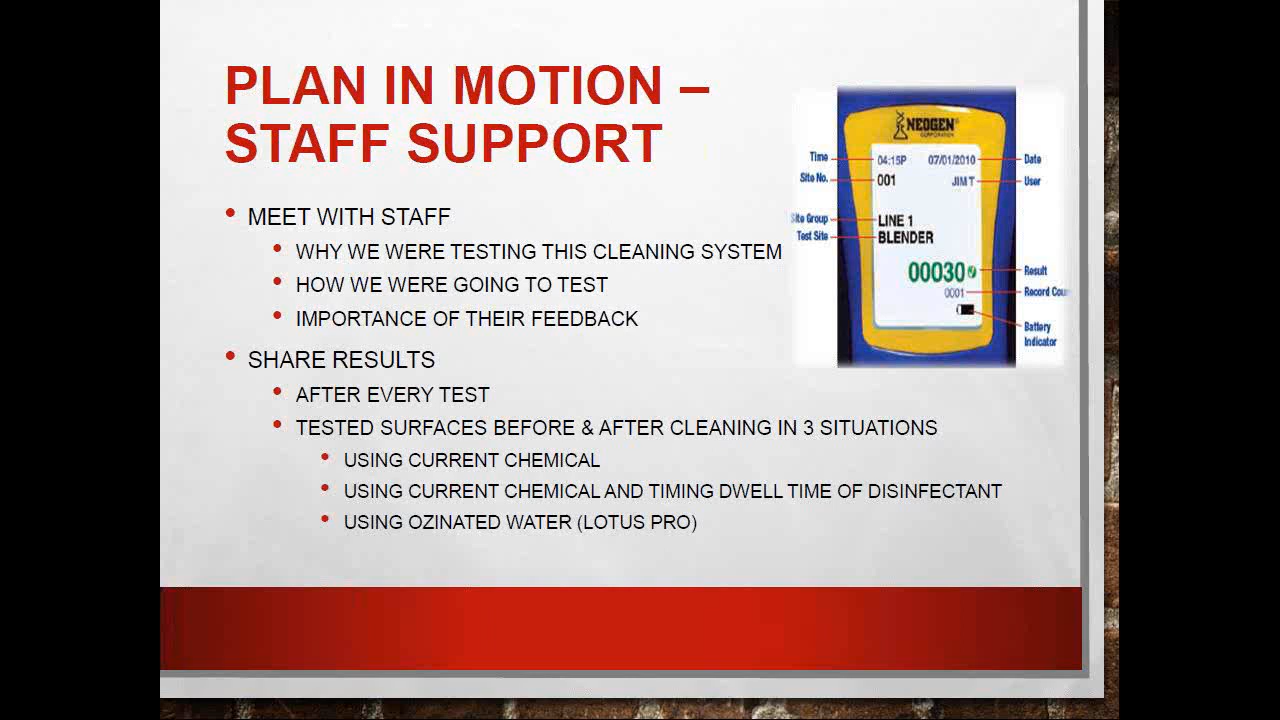 PLAN IN MOTION –
STAFF SUPPORT
• MEET WITH STAFF
• WHY WE WERE TESTING THIS CLEANING SYSTEM
• HOW WE WERE GOING TO TEST
• IMPORTANCE OF THEIR FEEDBACK
• SHARE RESULTS
• AFTER EVERY TEST
• TESTED SURFACES BEFORE & AFTER CLEANING IN 3 SITUATIONS
• USING CURRENT CHEMICAL
• USING CURRENT CHEMICAL AND TIMING DWELL TIME OF DISINFECTANT
• USING OZINATED WATER (LOTUS PRO)
NEOGEN
CORPORATION
Time 04:15P 07/01/2010 Date
Site No. 001 JIM T User
Site Group LINE 1
Test Site BLENDER
00030 Result
0001 Record Cou
Battery
Indicator